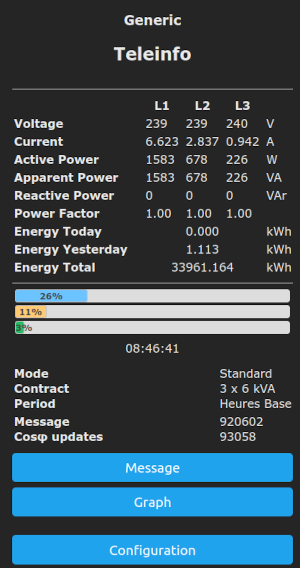 Generic
Teleinfo
L1 L2 L3
Voltage 239 239 240 V
Current 6.623 2.837 0.942 A
Active Power 1583 678 226 W
Apparent Power 1583 678 226 VA
Reactive Power 0 0 0 VAr
Power Factor 1.00 1.00 1.00
Energy Today 0.000 kWh
Energy Yesterday 1.113 kWh
Energy Total 33961.164 kWh
26%
11%
3%
08:46:41
Mode Standard
Contract 3 x 6 kVA
Period Heures Base
Message 920602
Cosφ updates 93058
Message
Graph
Configuration